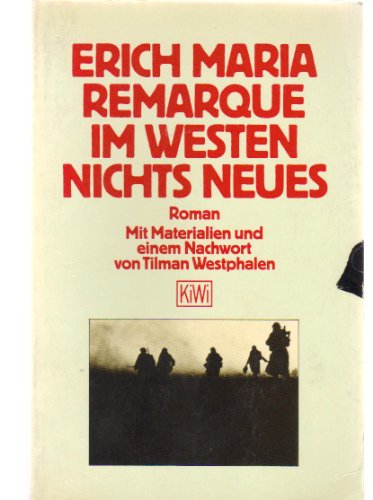 ERICH MARIA
REMARQUE
IM WESTEN
NICHTS NEUES
Roman
Mit Materialien und
einem Nachwort
von Tilman Westphalen
KiWi